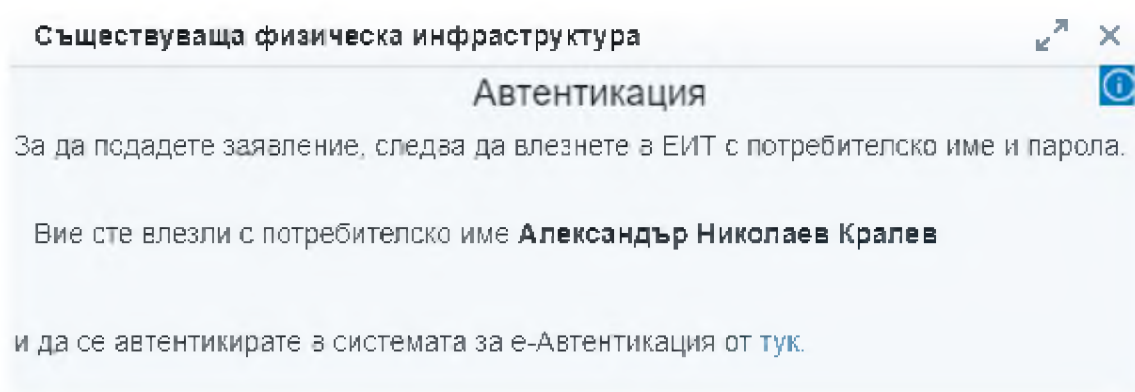 Съществуваща физическа инфраструктура
Автентикация
За да подадете заявление, следва да влезнете в ЕИТ с потребителско име и парола.
Вие сте влезли с потребителско име Александър Николаев Кралев
и да се автентикирате в системата за е-Автентикация от тук.